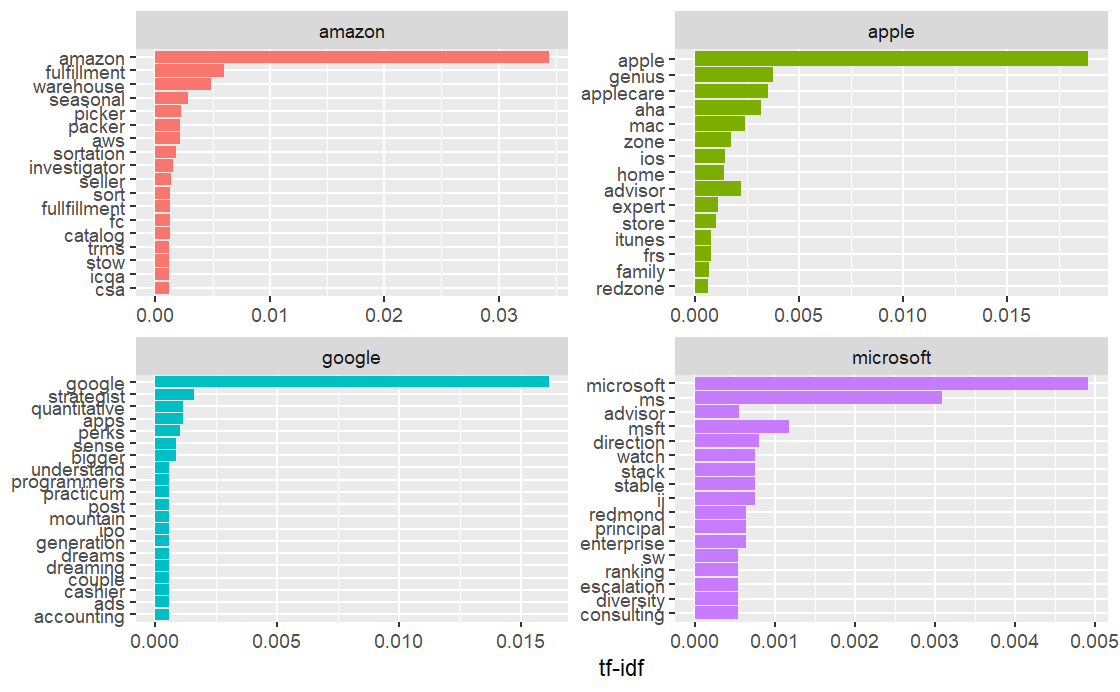 amazon
amazon
fulfillment
warehouse
seasonal
picker
packer
aws
sortation
investigator
seller
sort
fullfillment
fc
catalog
trms
stow
icqa
csa
0.00 0.01 0.02 0.03
apple
apple
genius
applecare
aha
mac
zone
ios
home
advisor
expert
store
itunes
frs
family
redzone
0.000 0.005 0.010 0.015
google
google
strategist
quantitative
apps
perks
sense
bigger
understand
programmers
practicum
post
mountain
ipo
generation
dreams
dreaming
couple
cashier
ads
accounting
0.000 0.005 0.010 0.015
microsoft
microsoft
ms
advisor
msft
direction
watch
stack
stable
ii
redmond
principal
enterprise
sw
ranking
escalation
diversity
consulting
0.000 0.001 0.002 0.003 0.004 0.005
tf-idf